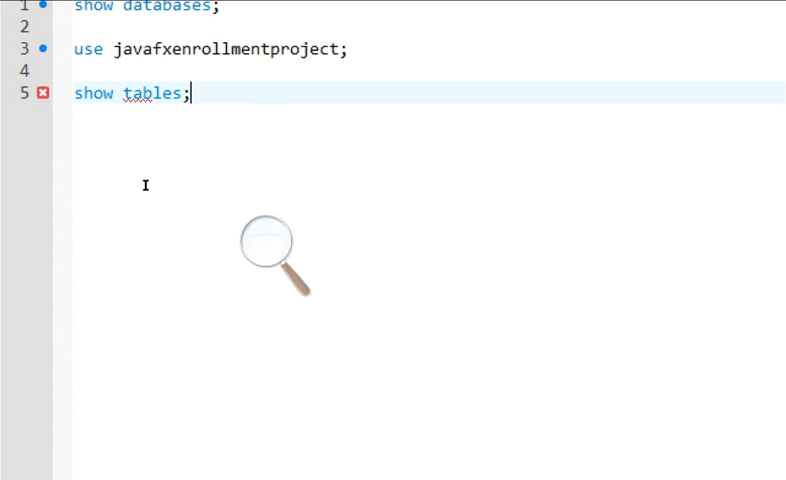 1 show databases;
2
3 use javafxenrollmentproject;
4
5 show tables;